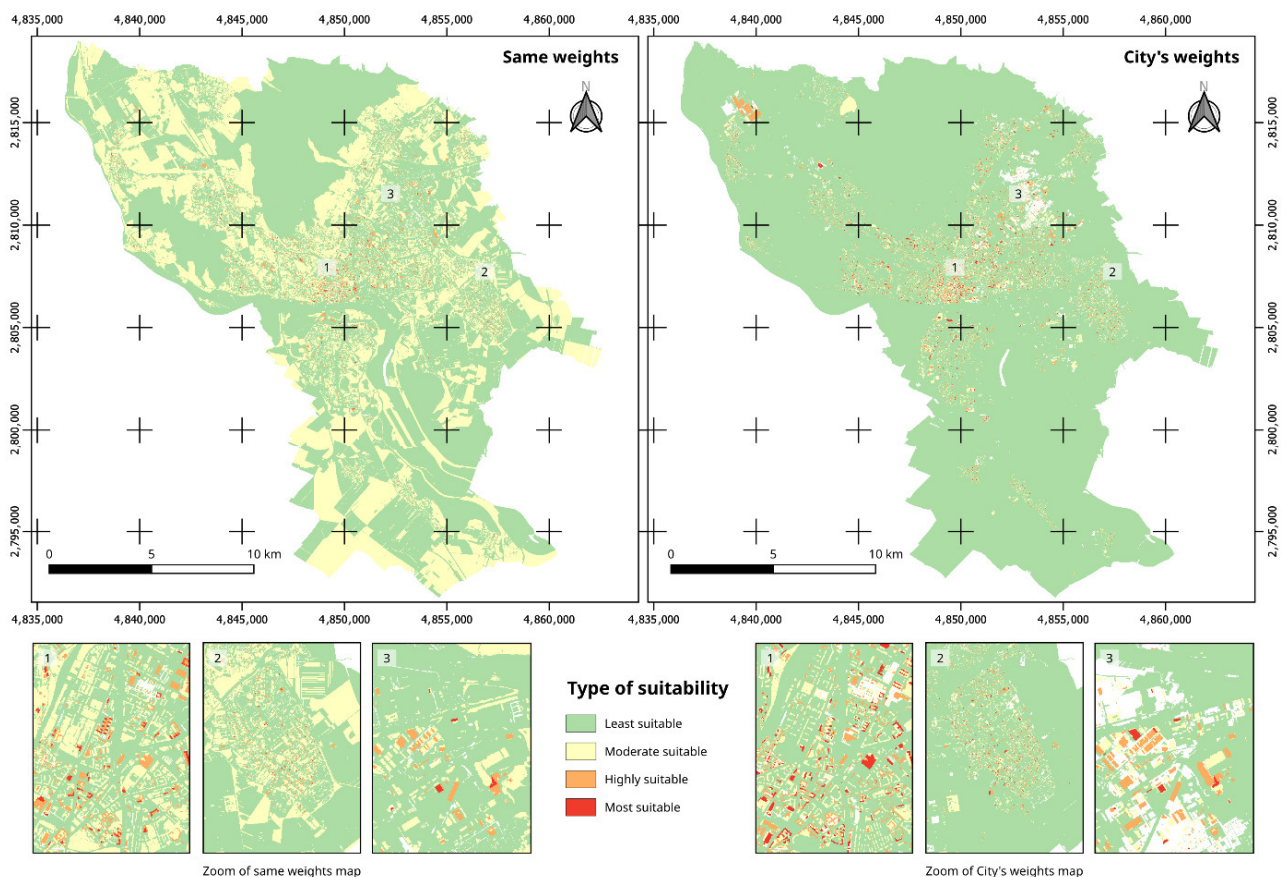 4,835,000 4,840,000 4,845,000 4,850,000 4,855,000 4,860,000 4,835,000 4,840,000 4,845,000 4,850,000 4,855,000 4,860,000
Same weights
City's weights
N
N
2,815,000
2,810,000
2,805,000
2,800,000
2,795,000
2,815,000
2,810,000
2,805,000
2,800,000
2,795,000
3
1
2
3
1
2
0 5 10 km
0 5 10 km
4,835,000 4,840,000 4,845,000 4,850,000 4,855,000 4,860,000 4,835,000 4,840,000 4,845,000 4,850,000 4,855,000 4,860,000
1
2
3
Type of suitability
Least suitable
Moderate suitable
Highly suitable
Most suitable
1
2
3
Zoom of same weights map
Zoom of City's weights map